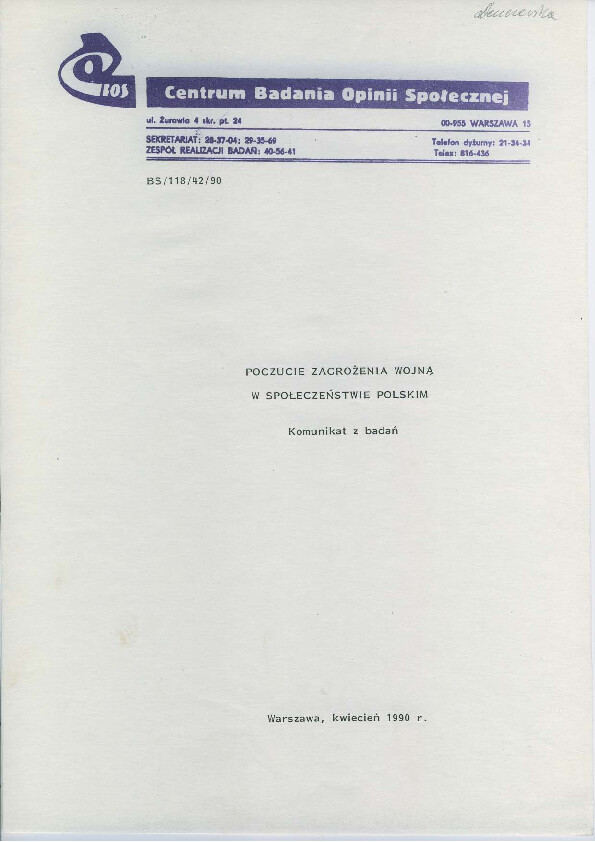 BOS
Centrum Badania Opinii Społecznej
ul. Żurawia 4 skr. pt. 24
00-955 WARSZAWA 15
SEKRETARIAT: 28-37-04; 29-35-69
Telefon dyżurny: 21-34-34
ZESPÓŁ REALIZACJI BADAŃ: 40-56-41
Telex: 816-436
BS/118/42/90
POCZUCIE ZAGROŻENIA WOJNĄ
W SPOŁECZEŃSTWIE POLSKIM
Komunikat z badań
Warszawa, kwiecień 1990 r.